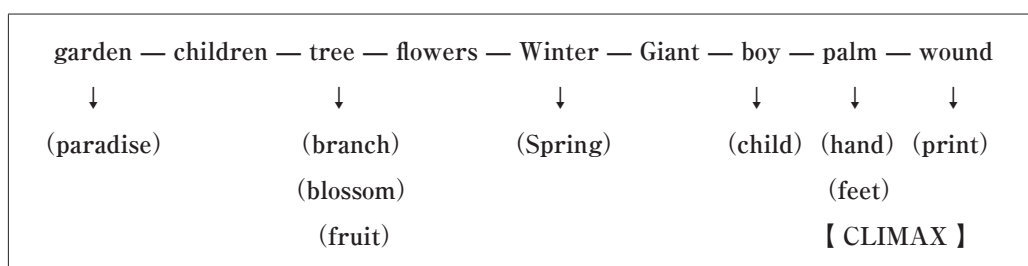 garden — children — tree — flowers — Winter — Giant — boy — palm — wound
↓ ↓ ↓ ↓ ↓ ↓
(paradise) (branch) (Spring) (child) (hand) (print)
(blossom) (feet)
(fruit) 【 CLIMAX 】